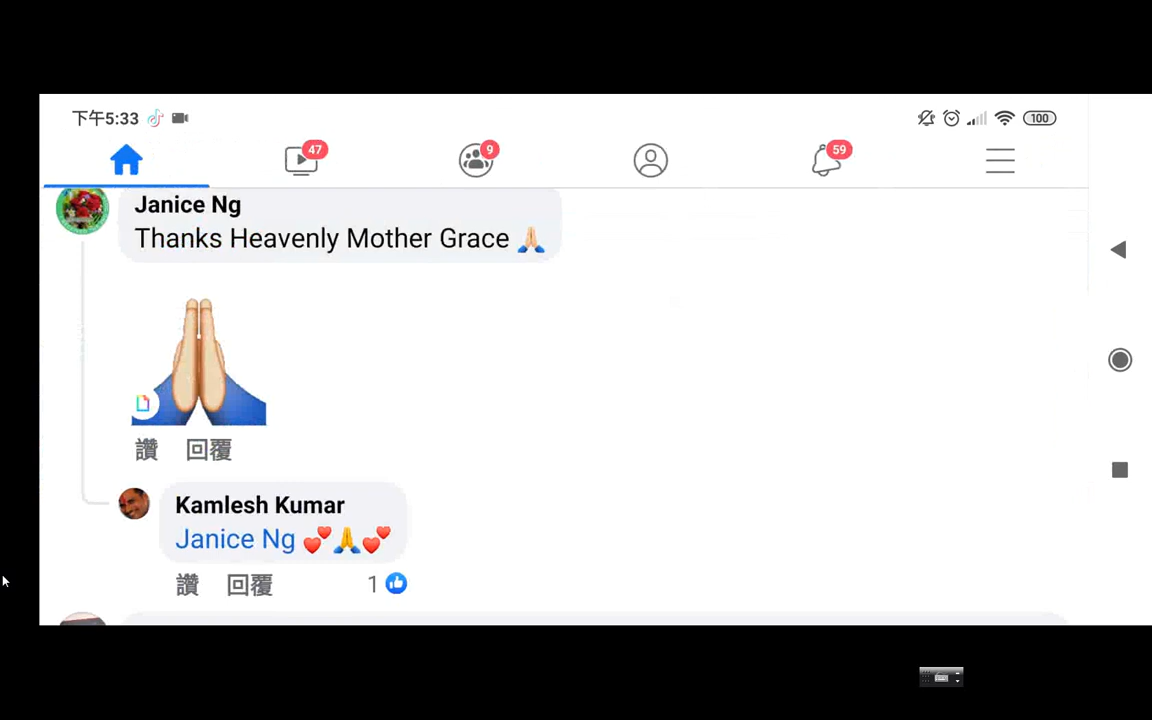 下午5:33
100
47
9
59
Janice Ng
Thanks Heavenly Mother Grace 🙏🏻
讚 回覆
Kamlesh Kumar
Janice Ng 💕🙏💕
讚 回覆 1